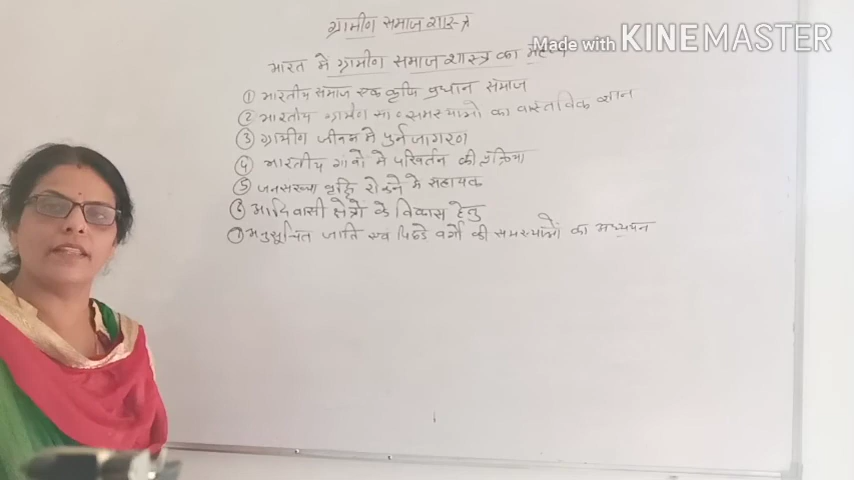 ग्रामीण समाज शास्त्र
Made with KINEMASTER
भारत मे ग्रामीण समाज शास्त्र का महत्व
① भारतीय समाज एक कृषि प्रधान समाज
② भारतीय ग्रामीण सा॰ समस्याओ का वास्तविक ज्ञान
③ ग्रामीण जीवन मे पुर्नजागरण
④ भारतीय गांवो मे परिवर्तन की प्रक्रिया
⑤ जनसंख्या वृद्धि रोकने मे सहायक
⑥ आदिवासी क्षेत्रो के विकास हेतु
⑦ अनुसूचित जाति एवं पिछडे वर्गो की समस्याओं का अध्ययन